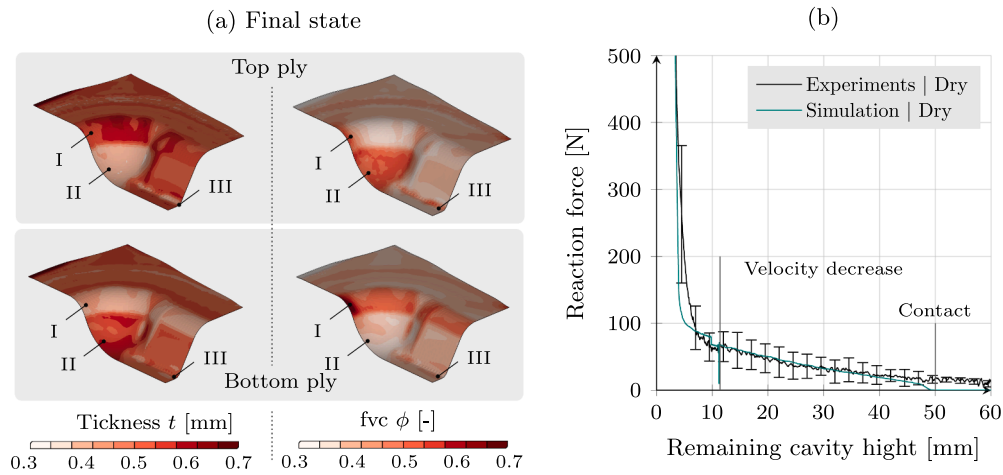 (a) Final state
Top ply
I
II
III
I
II
III
I
II
III
I
II
III
Bottom ply
Tickness t [mm]
fvc ϕ [-]
0.3 0.4 0.5 0.6 0.7
0.3 0.4 0.5 0.6 0.7
(b)
Reaction force [N]
500
400
300
200
100
0
Experiments | Dry
Simulation | Dry
Velocity decrease
Contact
0 10 20 30 40 50 60
Remaining cavity hight [mm]